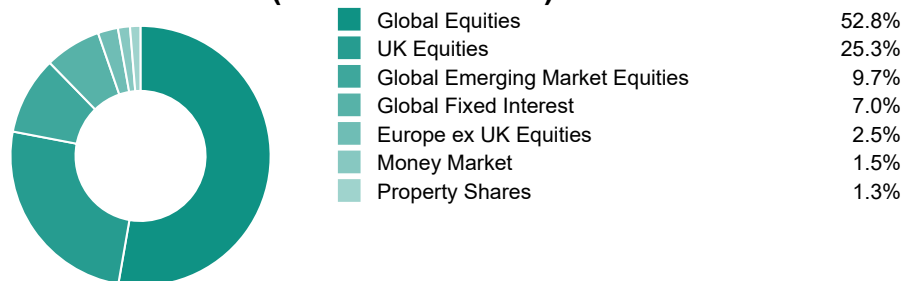 Global Equities 52.8%
UK Equities 25.3%
Global Emerging Market Equities 9.7%
Global Fixed Interest 7.0%
Europe ex UK Equities 2.5%
Money Market 1.5%
Property Shares 1.3%